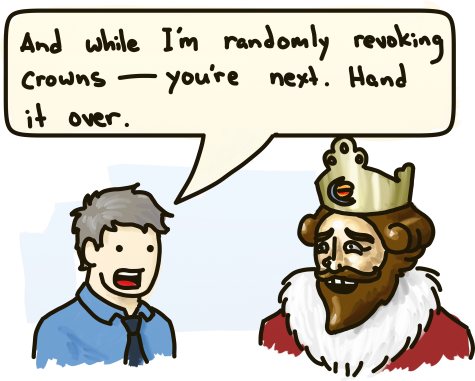 And while I'm randomly revoking
crowns — you're next. Hand
it over.